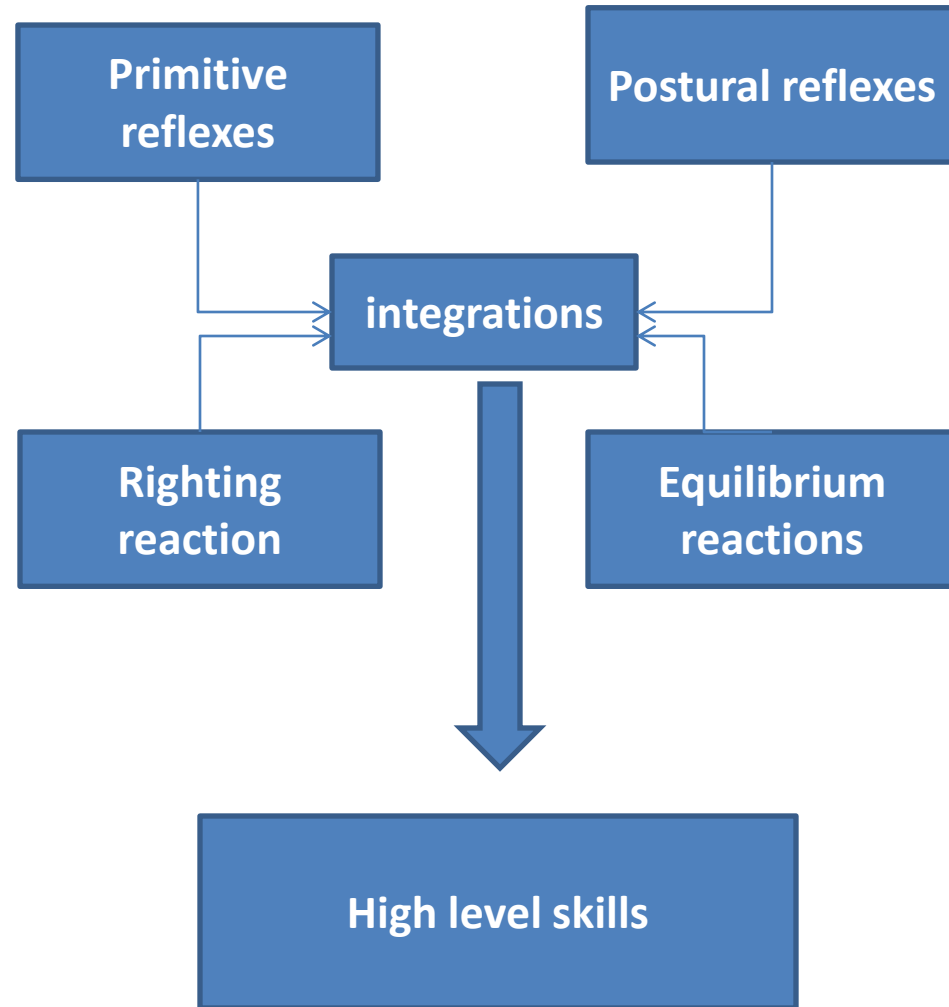 Primitive
reflexes
Postural reflexes
integrations
Righting
reaction
Equilibrium
reactions
High level skills